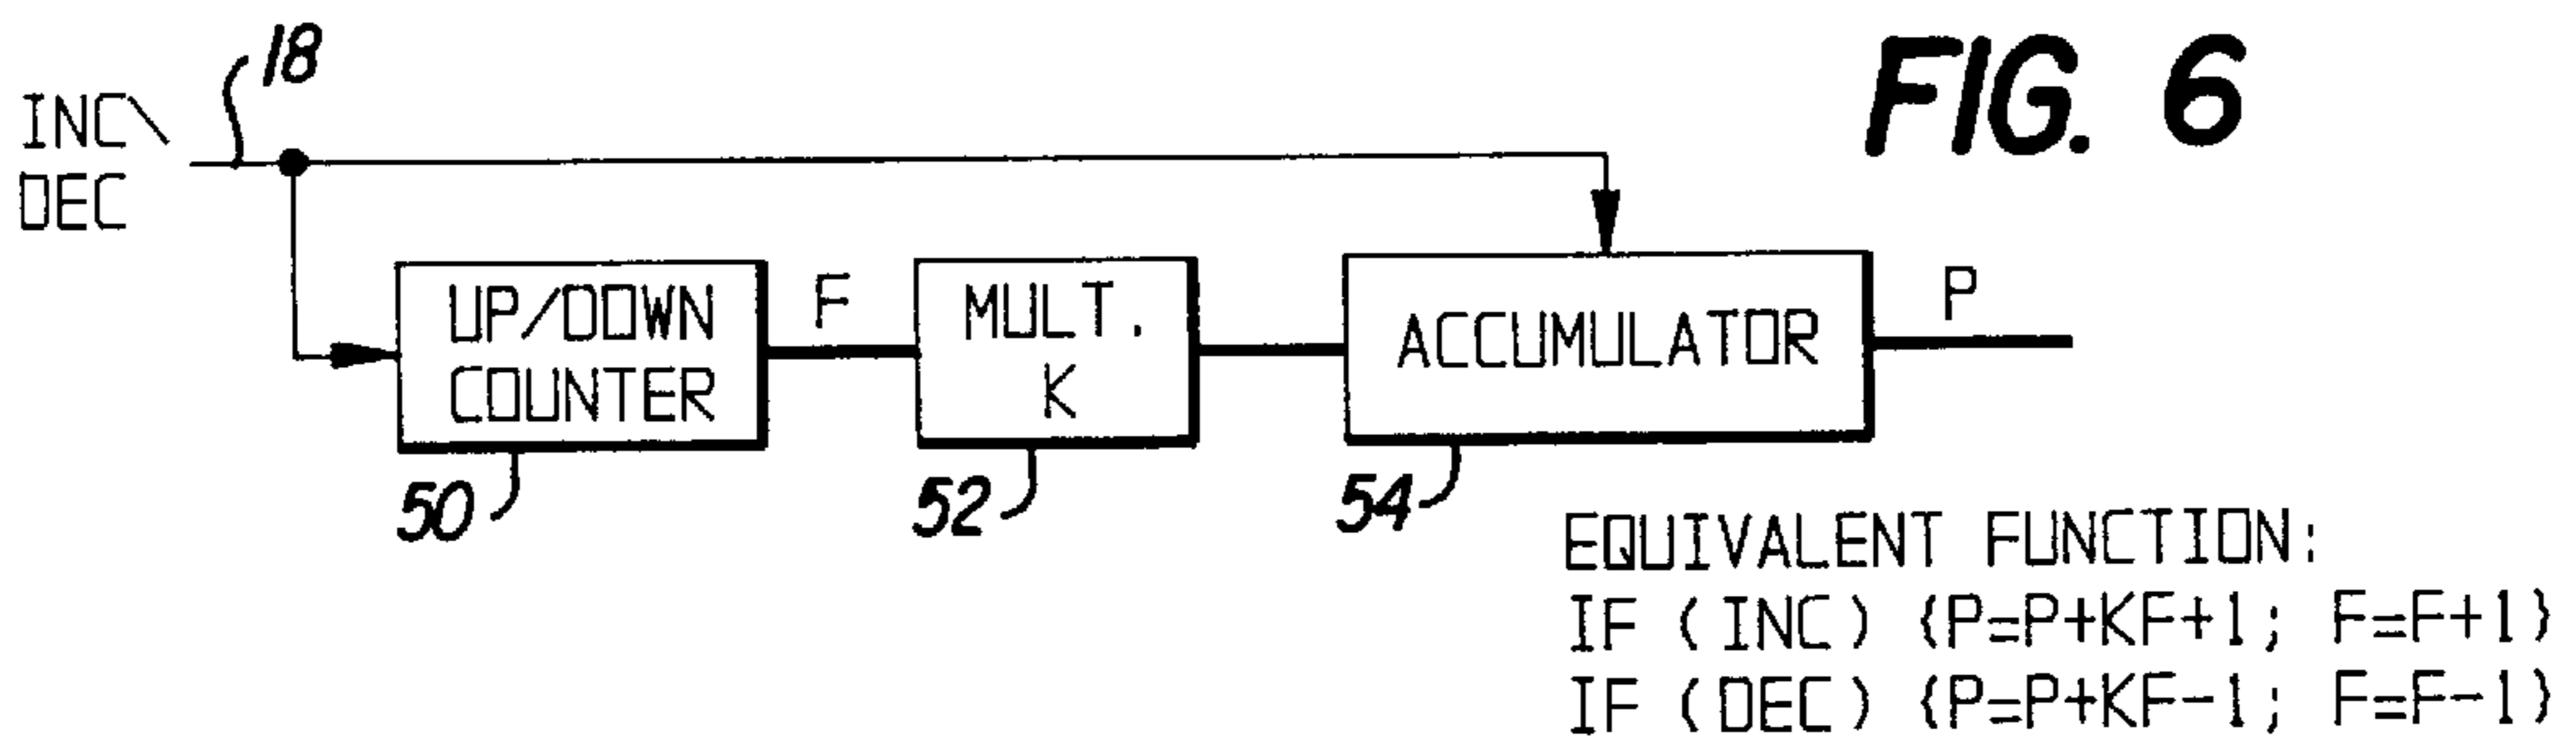 18
FIG. 6
INC\
DEC
UP/DOWN
COUNTER
F
MULT.
K
ACCUMULATOR
P
50
52
54
EQUIVALENT FUNCTION:
IF (INC) {P=P+KF+1; F=F+1}
IF (DEC) {P=P+KF-1; F=F-1}